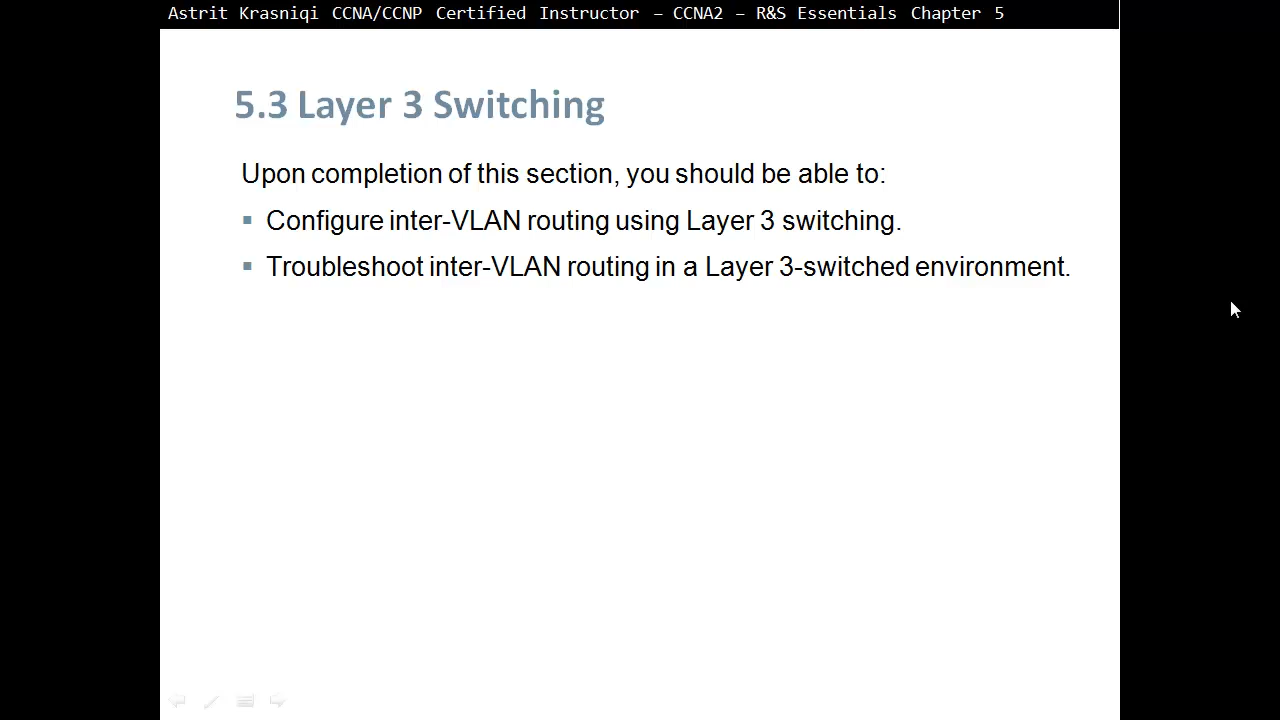 Astrit Krasniqi CCNA/CCNP Certified Instructor – CCNA2 – R&S Essentials Chapter 5
5.3 Layer 3 Switching
Upon completion of this section, you should be able to:
▪ Configure inter-VLAN routing using Layer 3 switching.
▪ Troubleshoot inter-VLAN routing in a Layer 3-switched environment.